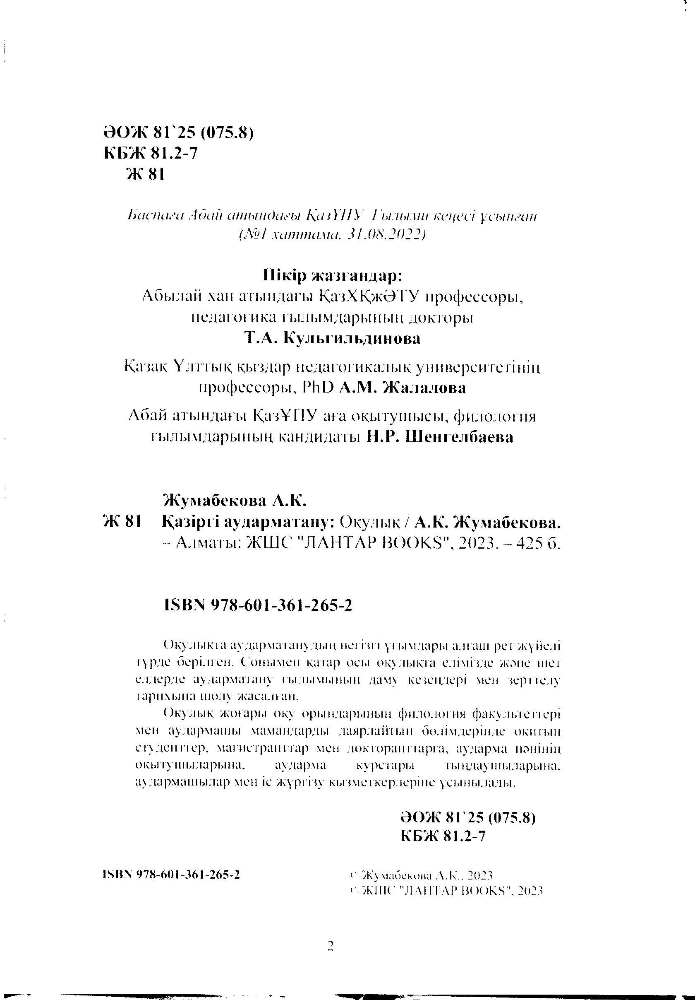 ӘОЖ 81`25 (075.8)
КБЖ 81.2-7
Ж 81
Баспаға Абай атындағы ҚазҰПУ Ғылыми кеңесі ұсынған
(№1 хаттама, 31.08.2022)
Пікір жазғандар:
Абылай хан атындағы ҚазХҚжӘТУ профессоры,
педагогика ғылымдарының докторы
Т.А. Кульгильдинова
Қазақ Ұлттық қыздар педагогикалық университетінің
профессоры, PhD А.М. Жалалова
Абай атындағы ҚазҰПУ аға оқытушысы, филология
ғылымдарының кандидаты Н.Р. Шенгелбаева
Жумабекова А.К.
Ж 81 Қазіргі аударматану: Оқулық / А.К. Жумабекова.
– Алматы: ЖШС "ЛАНТАР BOOKS", 2023. – 425 б.
ISBN 978-601-361-265-2
Оқулықта аударматанудың негізгі ұғымдары алғаш рет жүйелі
түрде берілген. Сонымен қатар осы оқулықта елімізде және шет
елдерде аударматану ғылымының даму кезеңдері мен зерттелу
тарихына шолу жасалған.
Оқулық жоғары оқу орындарының филология факультеттері
мен аудармашы мамандарды даярлайтын бөлімдерінде оқитын
студенттер, магистранттар мен докторанттарға, аударма пәнінің
оқытушыларына, аударма курстары тыңдаушыларына,
аудармашылар мен іс жүргізу қызметкерлеріне ұсынылады.
ӘОЖ 81`25 (075.8)
КБЖ 81.2-7
ISBN 978-601-361-265-2 © Жумабекова А.К., 2023
© ЖШС "ЛАНТАР BOOKS", 2023
2